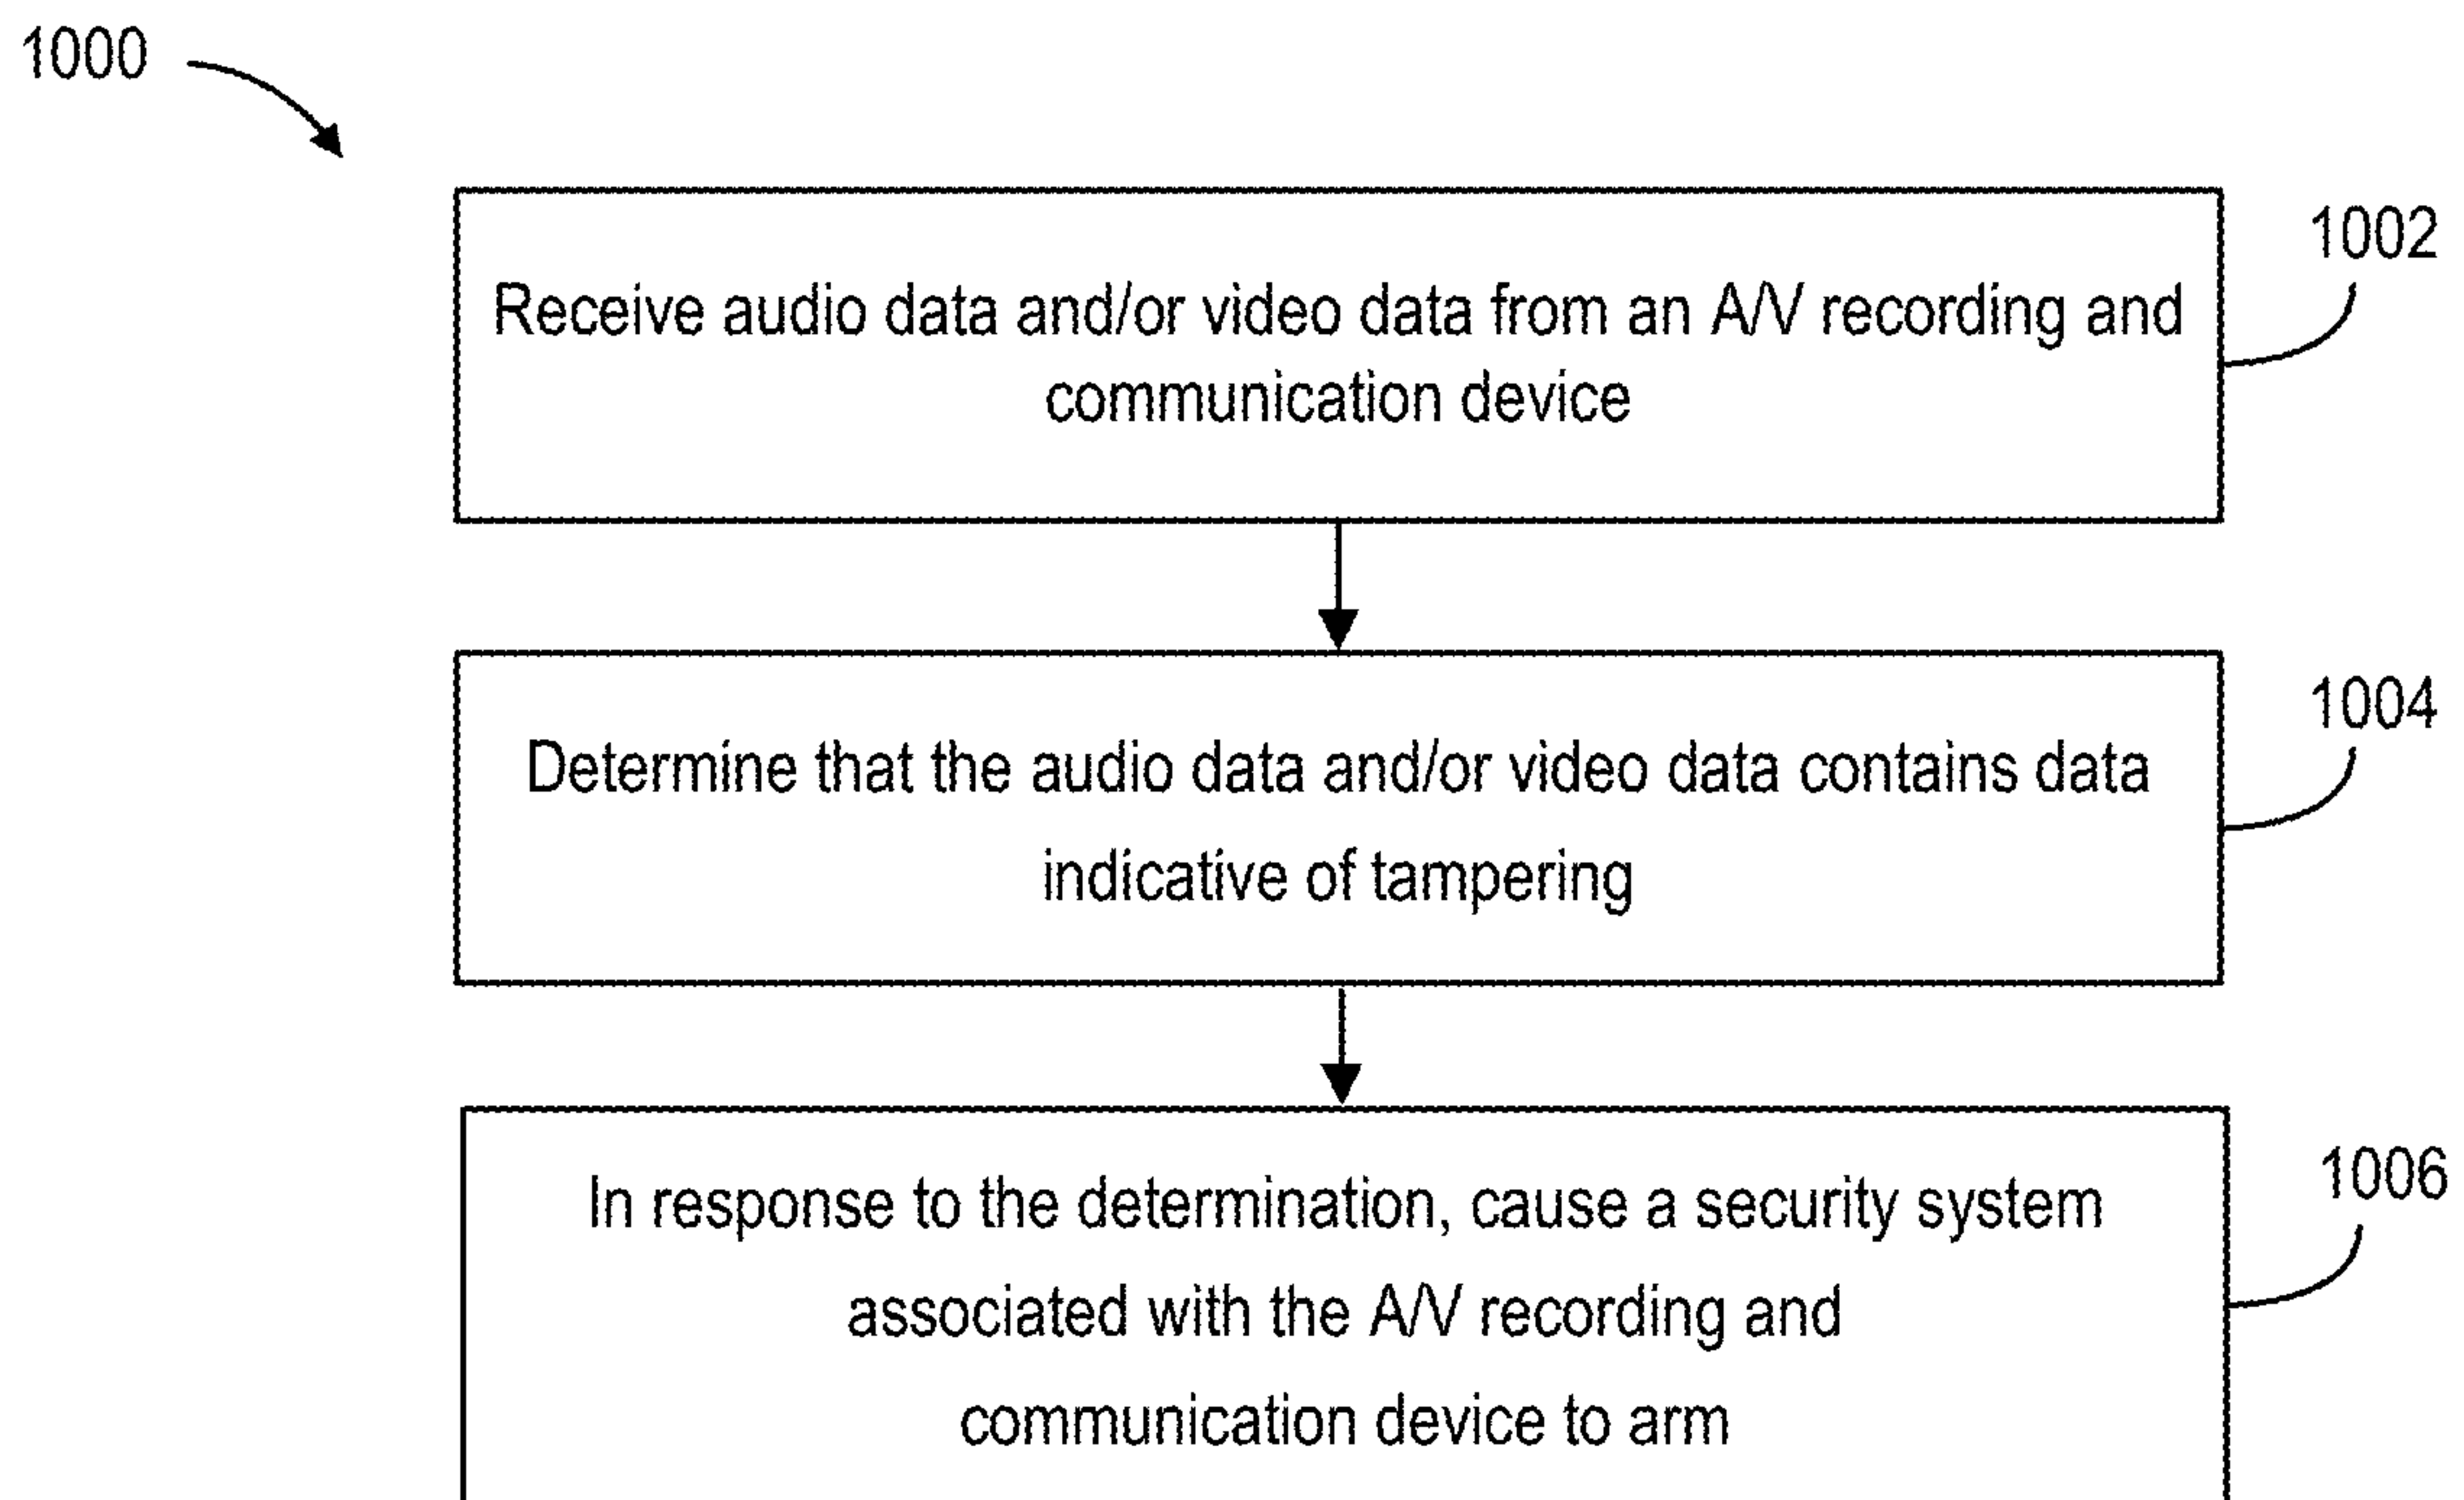 1000
1002
Receive audio data and/or video data from an A/V recording and
communication device
1004
Determine that the audio data and/or video data contains data
indicative of tampering
1006
In response to the determination, cause a security system
associated with the A/V recording and
communication device to arm